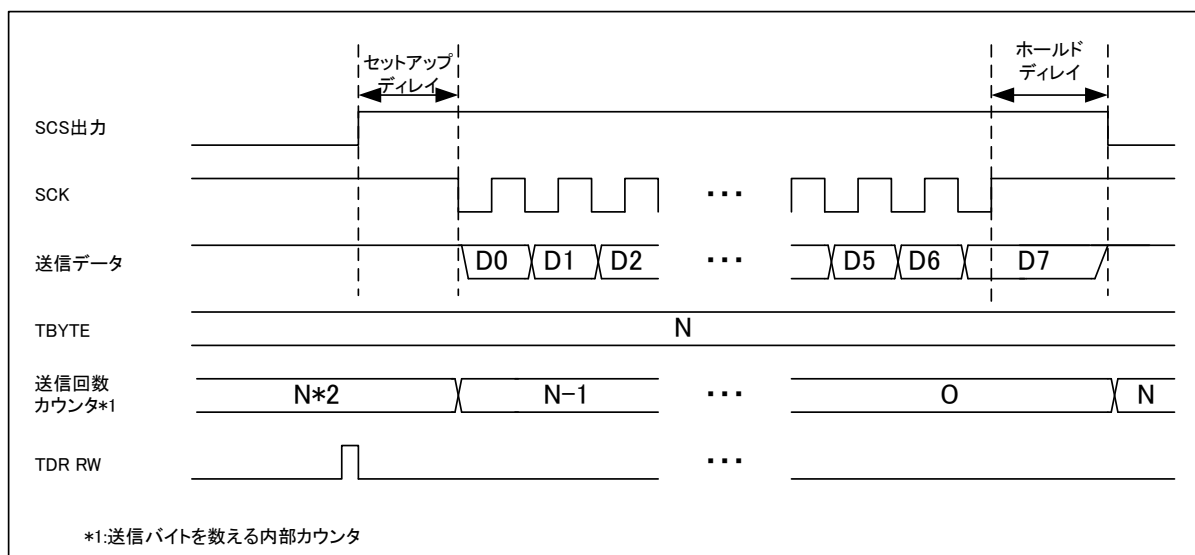 セットアップ
ディレイ
ホールド
ディレイ
SCS出力
SCK
・・・
送信データ
D0 D1 D2 ・・・ D5 D6 D7
TBYTE
N
送信回数
カウンタ*1
N*2 N-1 ・・・ 0 N
TDR RW
・・・
*1:送信バイトを数える内部カウンタ